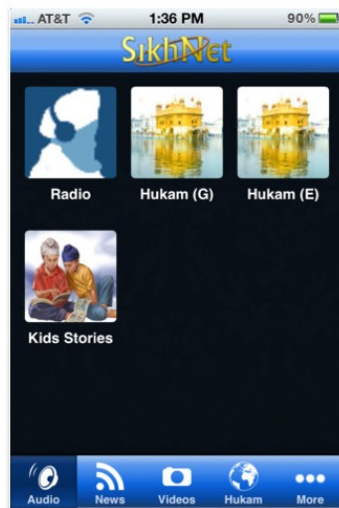 AT&T 1:36 PM 90%
SikhNet
Radio Hukam (G) Hukam (E)
Kids Stories
Audio News Videos Hukam More